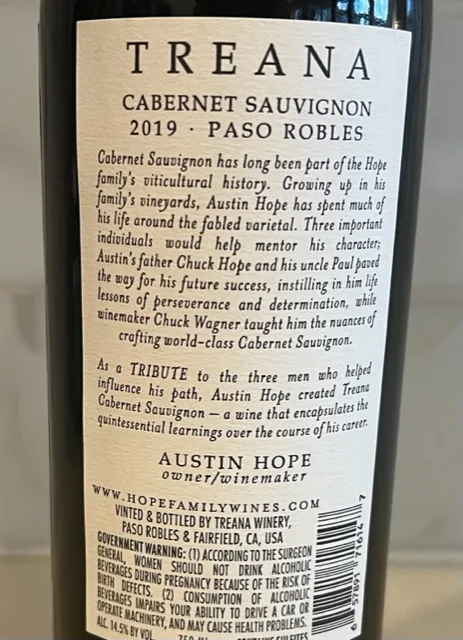 TREANA
CABERNET SAUVIGNON
2019 · PASO ROBLES
Cabernet Sauvignon has long been part of the Hope
family's viticultural history. Growing up in his
family's vineyards, Austin Hope has spent much of
his life around the fabled varietal. Three important
individuals would help mentor his character;
Austin's father Chuck Hope and his uncle Paul paved
the way for his future success, instilling in him life
lessons of perseverance and determination, while
winemaker Chuck Wagner taught him the nuances of
crafting world-class Cabernet Sauvignon.
As a TRIBUTE to the three men who helped
influence his path, Austin Hope created Treana
Cabernet Sauvignon — a wine that encapsulates the
quintessential learnings over the course of his career.
AUSTIN HOPE
owner/winemaker
WWW.HOPEFAMILYWINES.COM
VINTED & BOTTLED BY TREANA WINERY,
PASO ROBLES & FAIRFIELD, CA, USA
GOVERNMENT WARNING: (1) ACCORDING TO THE SURGEON
GENERAL, WOMEN SHOULD NOT DRINK ALCOHOLIC
BEVERAGES DURING PREGNANCY BECAUSE OF THE RISK OF
BIRTH DEFECTS. (2) CONSUMPTION OF ALCOHOLIC
BEVERAGES IMPAIRS YOUR ABILITY TO DRIVE A CAR OR
OPERATE MACHINERY, AND MAY CAUSE HEALTH PROBLEMS.
ALC. 14.5% BY VOL. 750 CONTAINS SULFITES
6 57891 71614 7